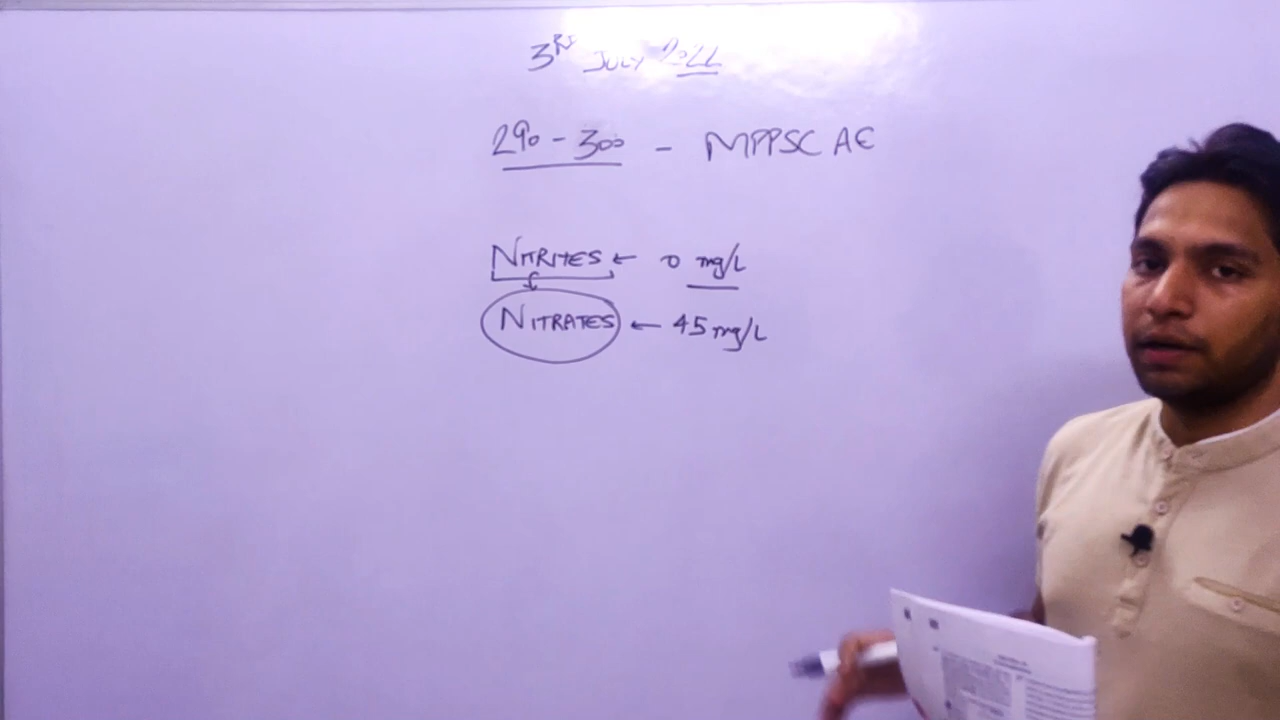 3RD JULY 2022
290 - 300 - MPPSC AE
NITRITES ← 0 mg/L
NITRATES ← 45 mg/L